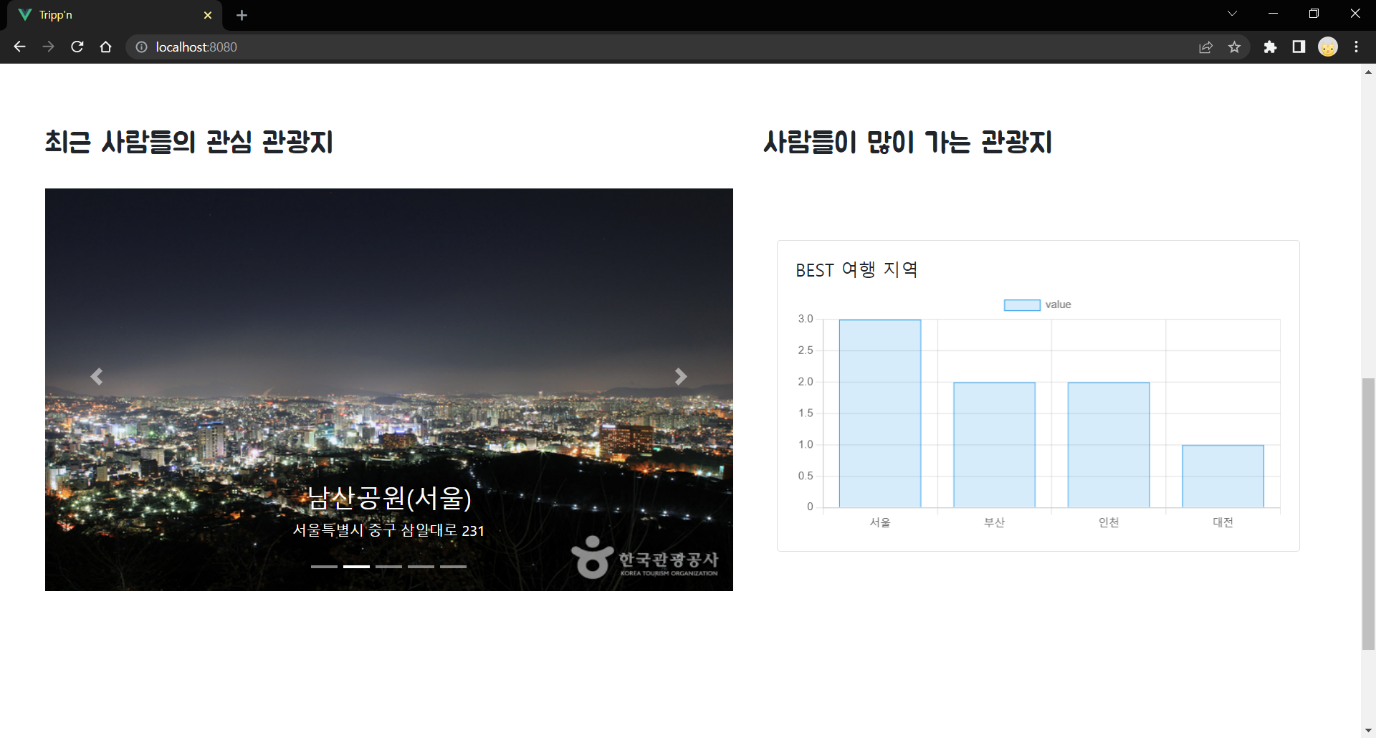 Tripp'n
localhost:8080
최근 사람들의 관심 관광지
남산공원(서울)
서울특별시 중구 삼일대로 231
한국관광공사
KOREA TOURISM ORGANIZATION
사람들이 많이 가는 관광지
BEST 여행 지역
value
3.0
2.5
2.0
1.5
1.0
0.5
0
서울 부산 인천 대전